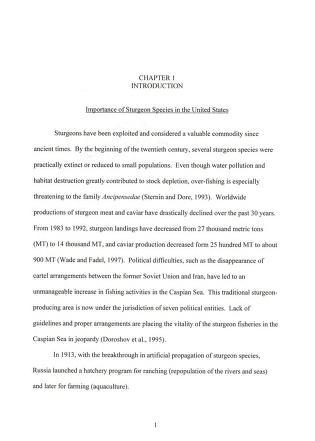 CHAPTER 1
INTRODUCTION
Importance of Sturgeon Species in the United States
Sturgeons have been exploited and considered a valuable commodity since
ancient times. By the beginning of the twentieth century, several sturgeon species were
practically extinct or reduced to small populations. Even though water pollution and
habitat destruction greatly contributed to stock depletion, over-fishing is especially
threatening to the family Ancipensedae (Sternin and Dore, 1993). Worldwide
productions of sturgeon meat and caviar have drastically declined over the past 30 years.
From 1983 to 1992, sturgeon landings have decreased from 27 thousand metric tons
(MT) to 14 thousand MT, and caviar production decreased form 25 hundred MT to about
900 MT (Wade and Fadel, 1997). Political difficulties, such as the disappearance of
cartel arrangements between the former Soviet Union and Iran, have led to an
unmanageable increase in fishing activities in the Caspian Sea. This traditional sturgeon-
producing area is now under the jurisdiction of seven political entities. Lack of
guidelines and proper arrangements are placing the vitality of the sturgeon fisheries in the
Caspian Sea in jeopardy (Doroshov et al., 1995).
In 1913, with the breakthrough in artificial propagation of sturgeon species,
Russia launched a hatchery program for ranching (repopulation of the rivers and seas)
and later for farming (aquaculture).
1